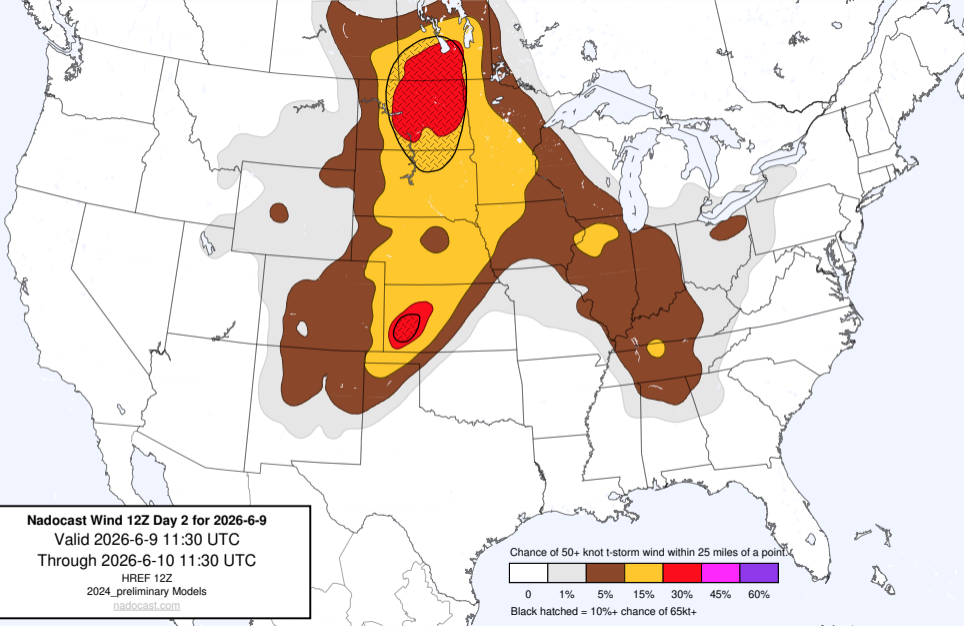 Nadocast Wind 12Z Day 2 for 2026-6-9
Valid 2026-6-9 11:30 UTC
Through 2026-6-10 11:30 UTC
HREF 12Z
2024_preliminary Models
nadocast.com
Chance of 50+ knot t-storm wind within 25 miles of a point.
0 1% 5% 15% 30% 45% 60%
Black hatched = 10%+ chance of 65kt+